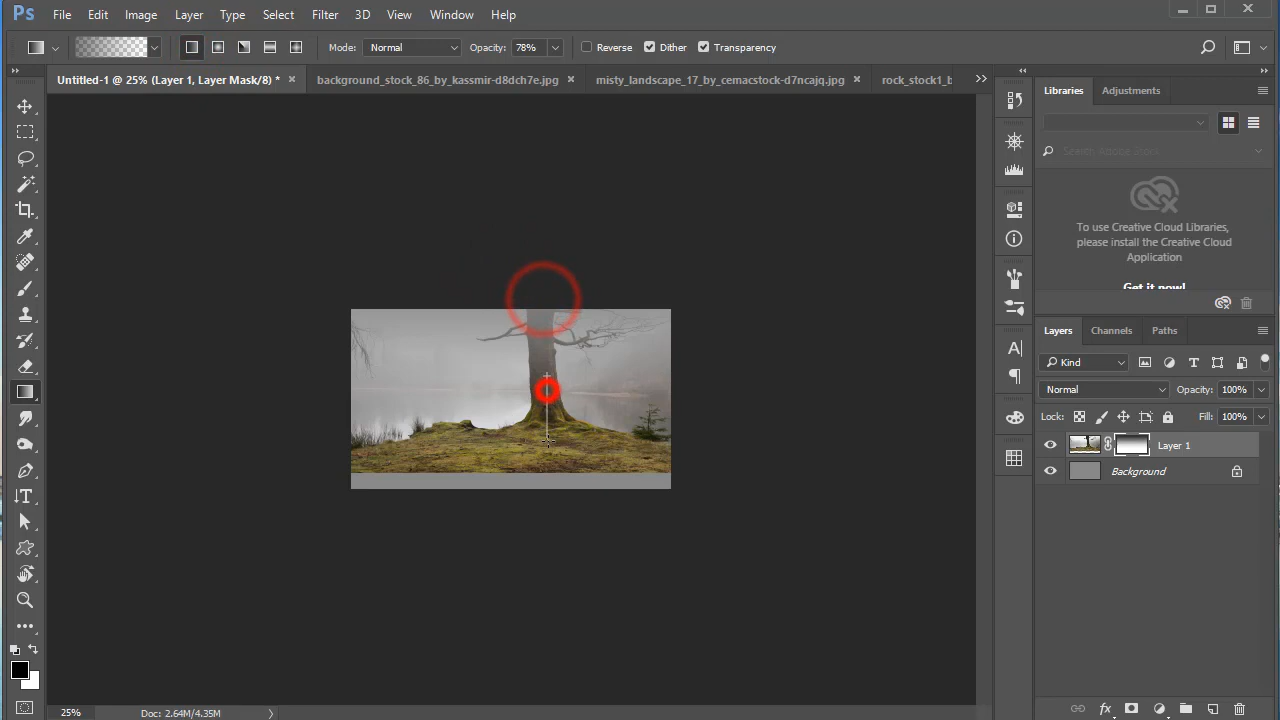 Ps File Edit Image Layer Type Select Filter 3D View Window Help
Mode: Normal Opacity: 78% Reverse Dither Transparency
Untitled-1 @ 25% (Layer 1, Layer Mask/8) * × background_stock_86_by_kassmir-d8dch7e.jpg × misty_landscape_17_by_cemacstock-d7ncajq.jpg × rock_stock1_b
Libraries Adjustments
Search Adobe Stock
To use Creative Cloud Libraries,
please install the Creative Cloud
Application
Get it now!
Layers Channels Paths
Kind
Normal Opacity: 100%
Lock: Fill: 100%
Layer 1
Background
25% Doc: 2.64M/4.35M